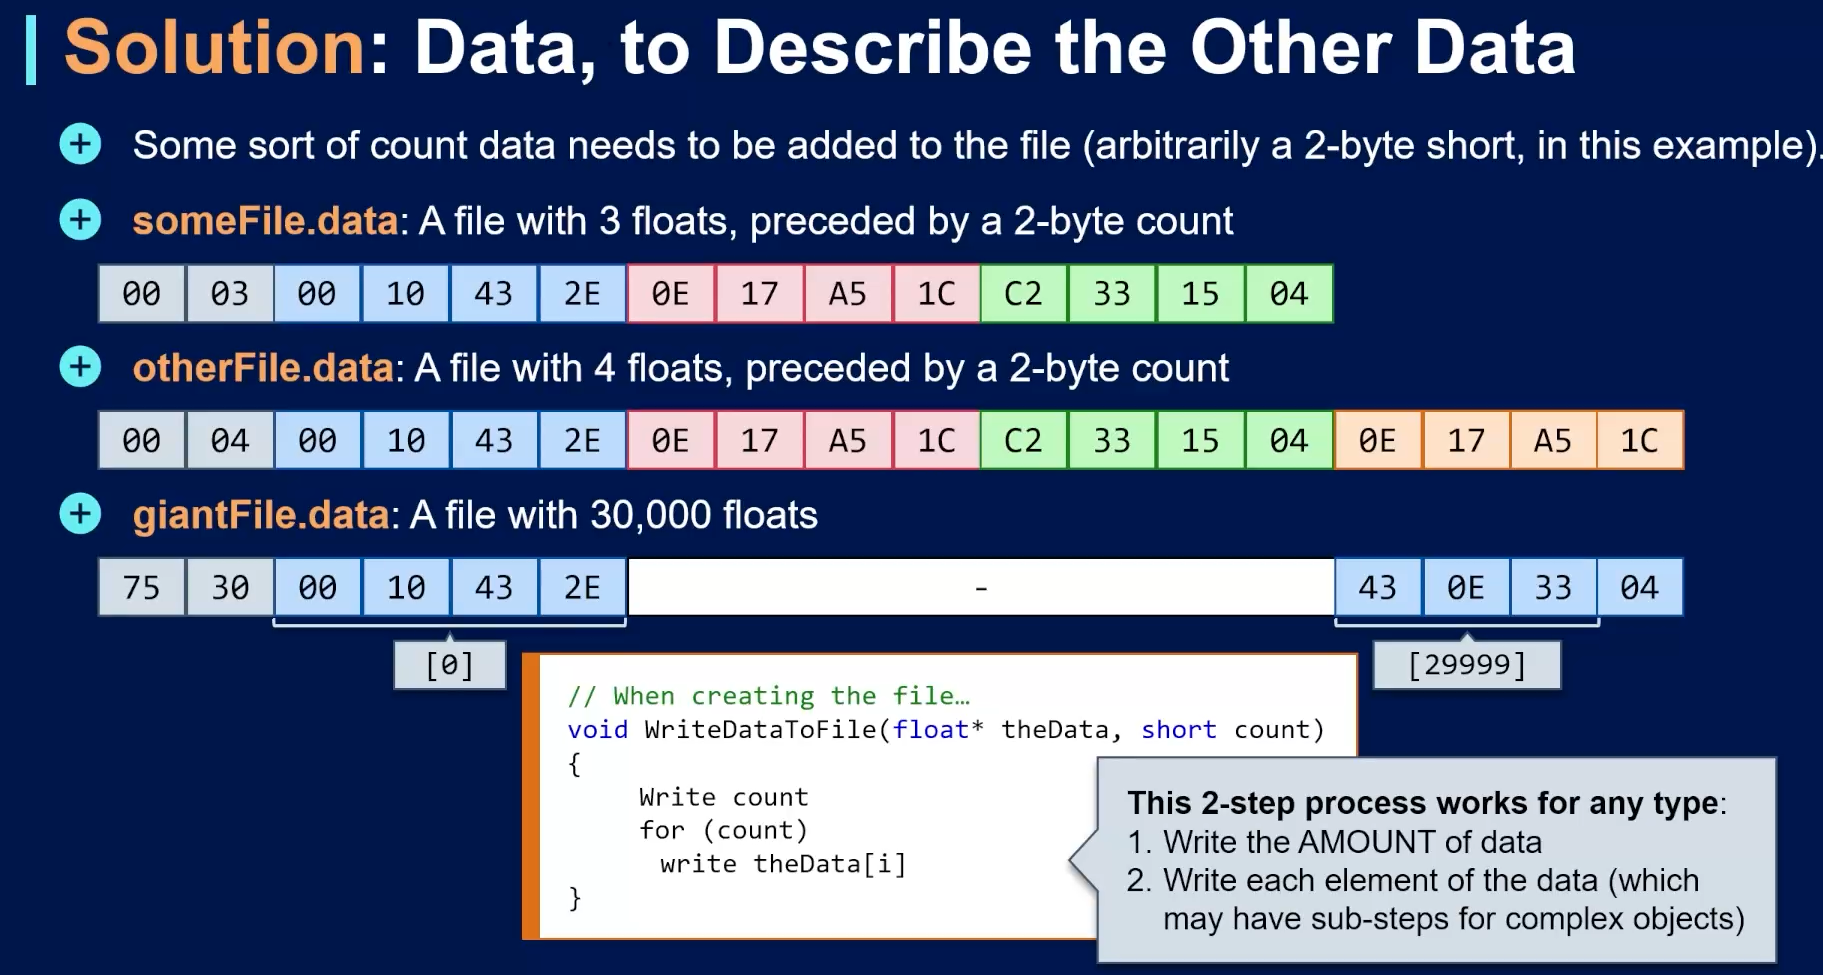 Solution: Data, to Describe the Other Data
Some sort of count data needs to be added to the file (arbitrarily a 2-byte short, in this example).
someFile.data: A file with 3 floats, preceded by a 2-byte count
00 03 00 10 43 2E 0E 17 A5 1C C2 33 15 04
otherFile.data: A file with 4 floats, preceded by a 2-byte count
00 04 00 10 43 2E 0E 17 A5 1C C2 33 15 04 0E 17 A5 1C
giantFile.data: A file with 30,000 floats
75 30 00 10 43 2E - 43 0E 33 04
[0]
[29999]
// When creating the file…
void WriteDataToFile(float* theData, short count)
{
Write count
for (count)
write theData[i]
}
This 2-step process works for any type:
1. Write the AMOUNT of data
2. Write each element of the data (which
may have sub-steps for complex objects)